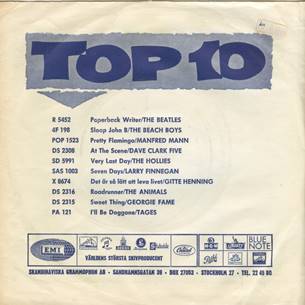 TOP 10
R 5452 Paperback Writer/THE BEATLES
4F 198 Sloop John B/THE BEACH BOYS
POP 1523 Pretty Flamingo/MANFRED MANN
DS 2308 At The Scene/DAVE CLARK FIVE
SD 5991 Very Last Day/THE HOLLIES
SAS 1003 Seven Days/LARRY FINNEGAN
X 8674 Det är så lätt att leva livet/GITTE HENNING
DS 2316 Roadrunner/THE ANIMALS
DS 2315 Sweet Thing/GEORGIE FAME
PA 121 I'll Be Doggone/TAGES
EMI
Capitol
BLUE NOTE
VÄRLDENS STÖRSTA SKIVPRODUCENT
SKANDINAVISKA GRAMMOPHON AB - SANDHAMNSGATAN 39 - BOX 27053 - STOCKHOLM 27 - TEL. 22 45 80